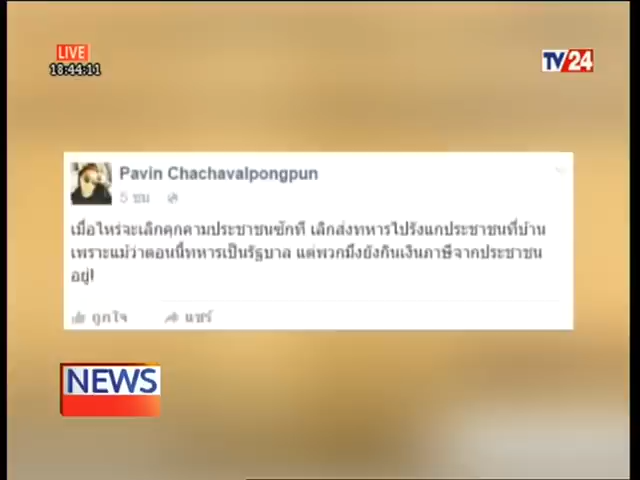 LIVE
18:44:11
TV24
Pavin Chachavalpongpun
5 ชม
เมื่อไหร่จะเลิกคุกคามประชาชนซักที เลิกส่งทหารไปรังแกประชาชนที่บ้าน
เพราะแม้ว่าตอนนี้ทหารเป็นรัฐบาล แต่พวกมึงยังกินเงินภาษีจากประชาชน
อยู่!
ถูกใจ
แชร์
NEWS